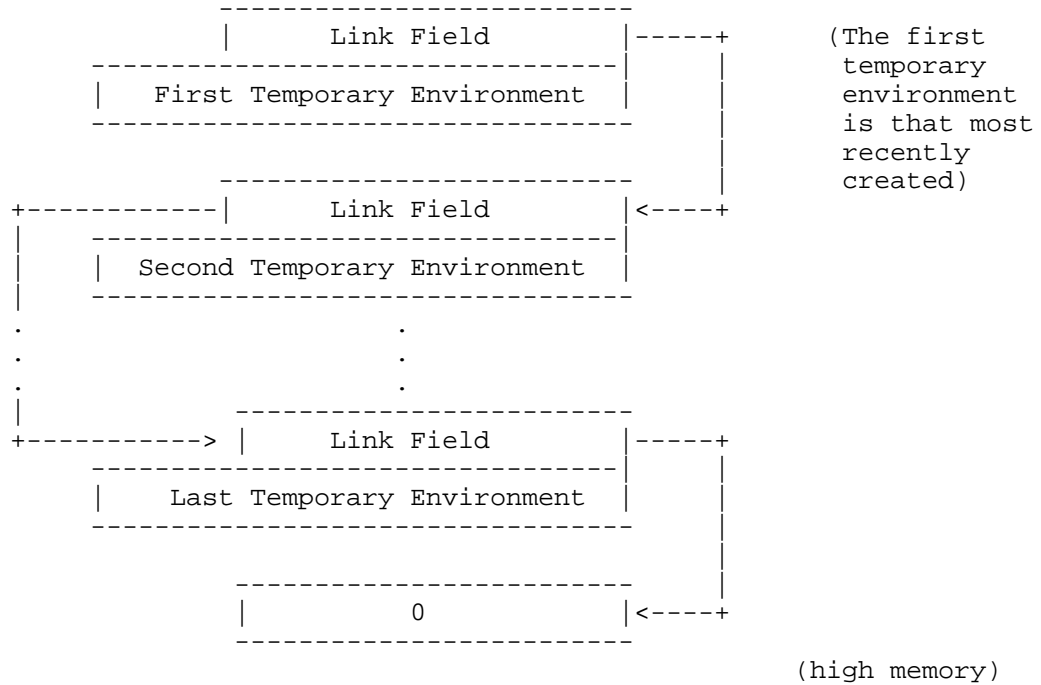 Link Field
(The first
temporary
First Temporary Environment
environment
is that most
recently
created)
Link Field
Second Temporary Environment
Link Field
Last Temporary Environment
0
(high memory)